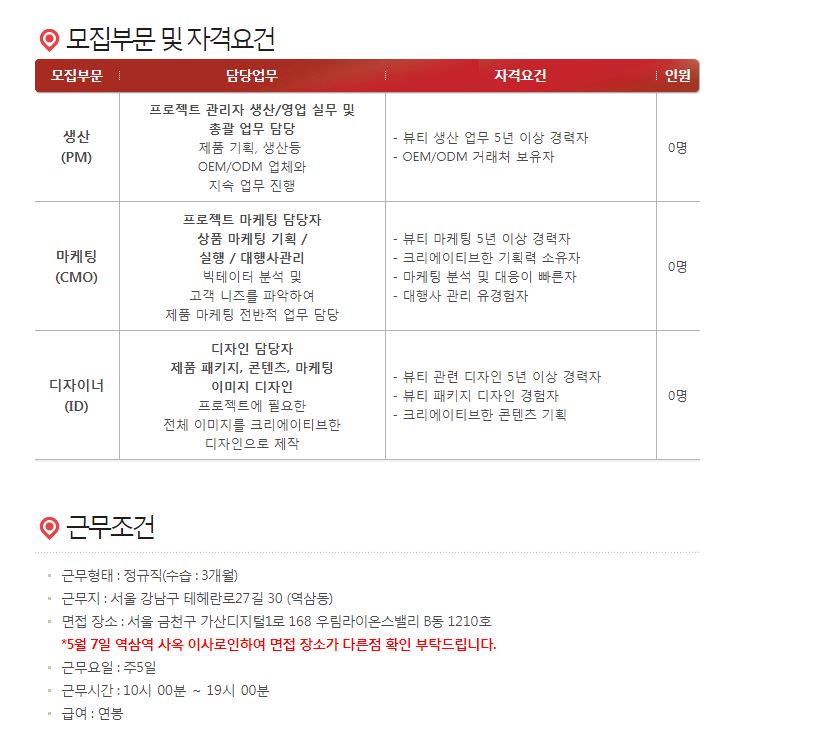 모집부문 및 자격요건
모집부문 담당업무 자격요건 인원
생산
(PM)
프로젝트 관리자 생산/영업 실무 및
총괄 업무 담당
제품 기획, 생산등
OEM/ODM 업체와
지속 업무 진행
- 뷰티 생산 업무 5년 이상 경력자
- OEM/ODM 거래처 보유자
0명
마케팅
(CMO)
프로젝트 마케팅 담당자
상품 마케팅 기획 /
실행 / 대행사관리
빅테이터 분석 및
고객 니즈를 파악하여
제품 마케팅 전반적 업무 담당
- 뷰티 마케팅 5년 이상 경력자
- 크리에이티브한 기획력 소유자
- 마케팅 분석 및 대응이 빠른자
- 대행사 관리 유경험자
0명
디자이너
(ID)
디자인 담당자
제품 패키지, 콘텐츠, 마케팅
이미지 디자인
프로젝트에 필요한
전체 이미지를 크리에이티브한
디자인으로 제작
- 뷰티 관련 디자인 5년 이상 경력자
- 뷰티 패키지 디자인 경험자
- 크리에이티브한 콘텐츠 기획
0명
근무조건
근무형태 : 정규직(수습 : 3개월)
근무지 : 서울 강남구 테헤란로27길 30 (역삼동)
면접 장소 : 서울 금천구 가산디지털1로 168 우림라이온스밸리 B동 1210호
*5월 7일 역삼역 사옥 이사로인하여 면접 장소가 다른점 확인 부탁드립니다.
근무요일 : 주5일
근무시간 : 10시 00분 ~ 19시 00분
급여 : 연봉